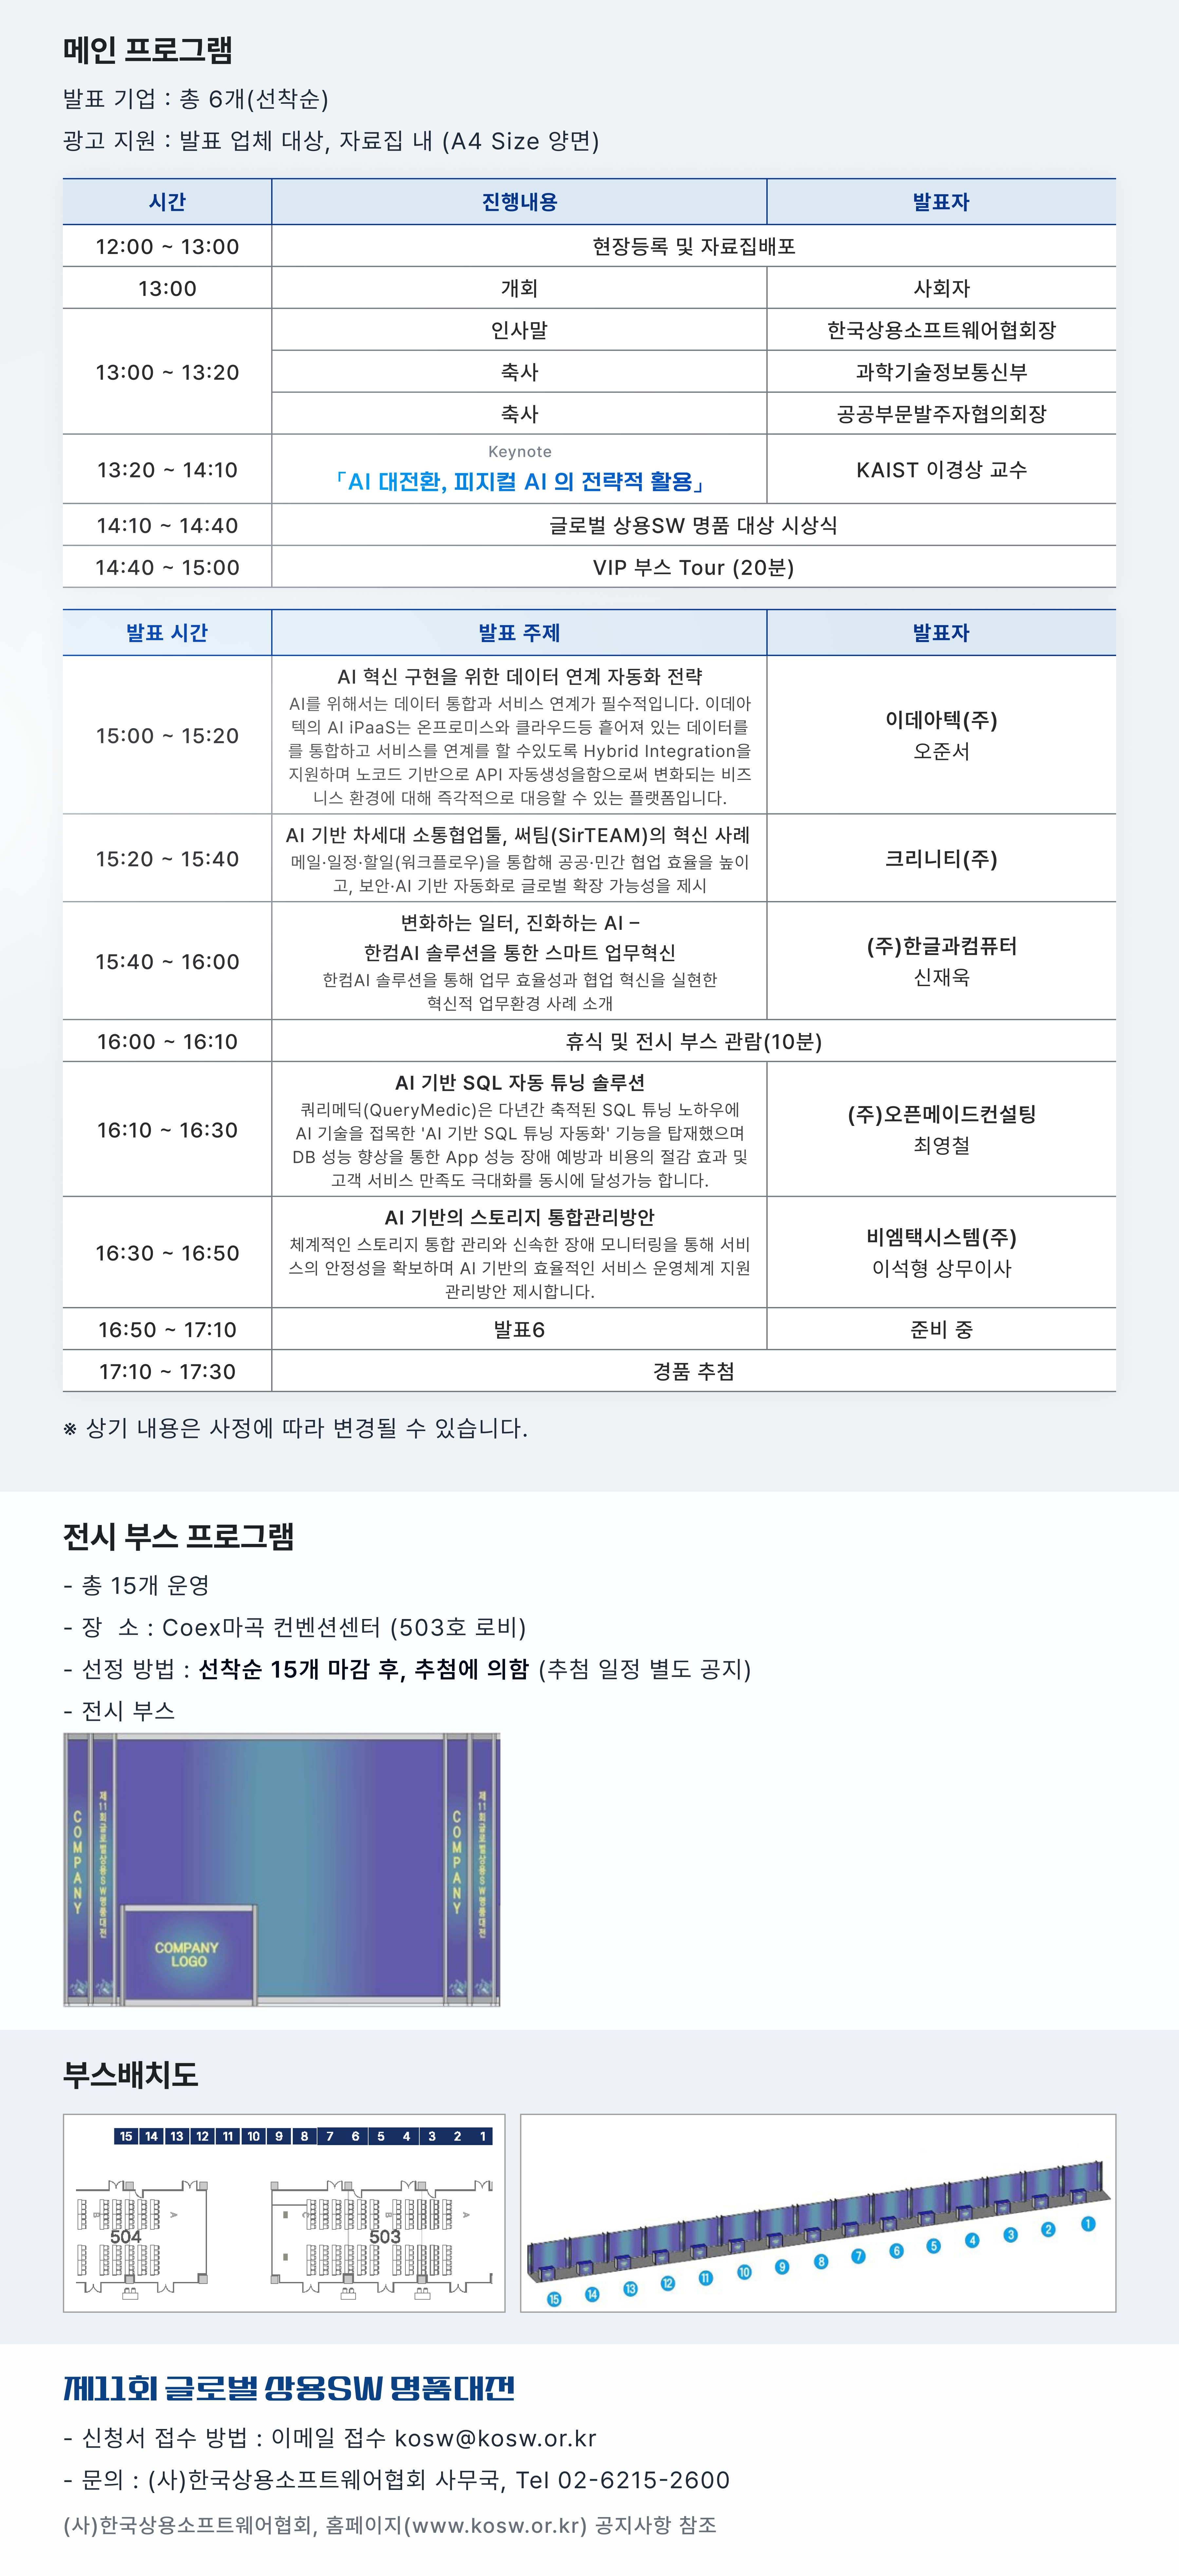 메인 프로그램
발표 기업 : 총 6개(선착순)
광고 지원 : 발표 업체 대상, 자료집 내 (A4 Size 양면)
시간 진행내용 발표자
12:00 ~ 13:00 현장등록 및 자료집배포
13:00 개회 사회자
13:00 ~ 13:20 인사말 한국상용소프트웨어협회장
축사 과학기술정보통신부
축사 공공부문발주자협의회장
Keynote
13:20 ~ 14:10 「AI 대전환, 피지컬 AI 의 전략적 활용」 KAIST 이경상 교수
14:10 ~ 14:40 글로벌 상용SW 명품 대상 시상식
14:40 ~ 15:00 VIP 부스 Tour (20분)
발표 시간 발표 주제 발표자
15:00 ~ 15:20
AI 혁신 구현을 위한 데이터 연계 자동화 전략
AI를 위해서는 데이터 통합과 서비스 연계가 필수적입니다. 이데아
텍의 AI iPaaS는 온프로미스와 클라우드등 흩어져 있는 데이터를
를 통합하고 서비스를 연계를 할 수있도록 Hybrid Integration을
지원하며 노코드 기반으로 API 자동생성을함으로써 변화되는 비즈
니스 환경에 대해 즉각적으로 대응할 수 있는 플랫폼입니다.
이데아텍(주)
오준서
15:20 ~ 15:40
AI 기반 차세대 소통협업툴, 써팀(SirTEAM)의 혁신 사례
메일·일정·할일(워크플로우)을 통합해 공공·민간 협업 효율을 높이
고, 보안·AI 기반 자동화로 글로벌 확장 가능성을 제시
크리니티(주)
15:40 ~ 16:00
변화하는 일터, 진화하는 AI –
한컴AI 솔루션을 통한 스마트 업무혁신
한컴AI 솔루션을 통해 업무 효율성과 협업 혁신을 실현한
혁신적 업무환경 사례 소개
(주)한글과컴퓨터
신재욱
16:00 ~ 16:10 휴식 및 전시 부스 관람(10분)
16:10 ~ 16:30
AI 기반 SQL 자동 튜닝 솔루션
쿼리메딕(QueryMedic)은 다년간 축적된 SQL 튜닝 노하우에
AI 기술을 접목한 'AI 기반 SQL 튜닝 자동화' 기능을 탑재했으며
DB 성능 향상을 통한 App 성능 장애 예방과 비용의 절감 효과 및
고객 서비스 만족도 극대화를 동시에 달성가능 합니다.
(주)오픈메이드컨설팅
최영철
16:30 ~ 16:50
AI 기반의 스토리지 통합관리방안
체계적인 스토리지 통합 관리와 신속한 장애 모니터링을 통해 서비
스의 안정성을 확보하며 AI 기반의 효율적인 서비스 운영체계 지원
관리방안 제시합니다.
비엠택시스템(주)
이석형 상무이사
16:50 ~ 17:10 발표6 준비 중
17:10 ~ 17:30 경품 추첨
※ 상기 내용은 사정에 따라 변경될 수 있습니다.
전시 부스 프로그램
- 총 15개 운영
- 장 소 : Coex마곡 컨벤션센터 (503호 로비)
- 선정 방법 : 선착순 15개 마감 후, 추첨에 의함 (추첨 일정 별도 공지)
- 전시 부스
COMPANY
제11회글로벌상용SW명품대전
COMPANY
LOGO
COMPANY
제11회글로벌상용SW명품대전
부스배치도
15 14 13 12 11 10 9 8 7 6 5 4 3 2 1
B A C B A
504 503
1
2
3
4
5
6
7
8
9
10
11
12
13
14
15
제11회 글로벌 상용SW 명품대전
- 신청서 접수 방법 : 이메일 접수 kosw@kosw.or.kr
- 문의 : (사)한국상용소프트웨어협회 사무국, Tel 02-6215-2600
(사)한국상용소프트웨어협회, 홈페이지(www.kosw.or.kr) 공지사항 참조